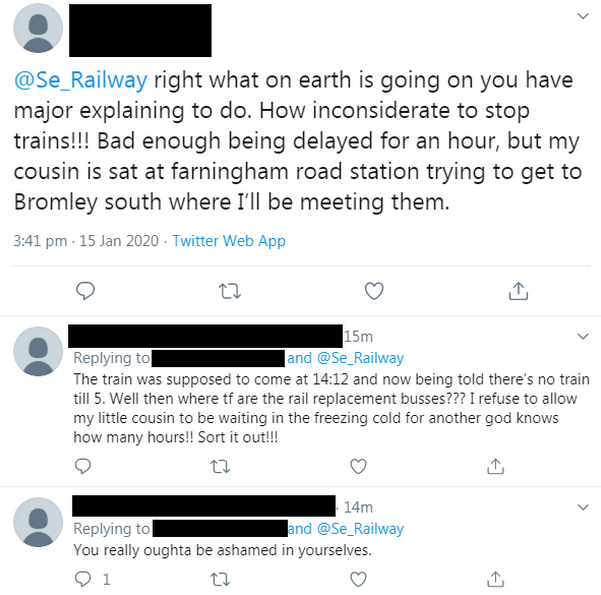 @Se_Railway right what on earth is going on you have
major explaining to do. How inconsiderate to stop
trains!!! Bad enough being delayed for an hour, but my
cousin is sat at farningham road station trying to get to
Bromley south where I'll be meeting them.
3:41 pm · 15 Jan 2020 · Twitter Web App
15m
Replying to and @Se_Railway
The train was supposed to come at 14:12 and now being told there's no train
till 5. Well then where tf are the rail replacement busses??? I refuse to allow
my little cousin to be waiting in the freezing cold for another god knows
how many hours!! Sort it out!!!
· 14m
Replying to and @Se_Railway
You really oughta be ashamed in yourselves.
1